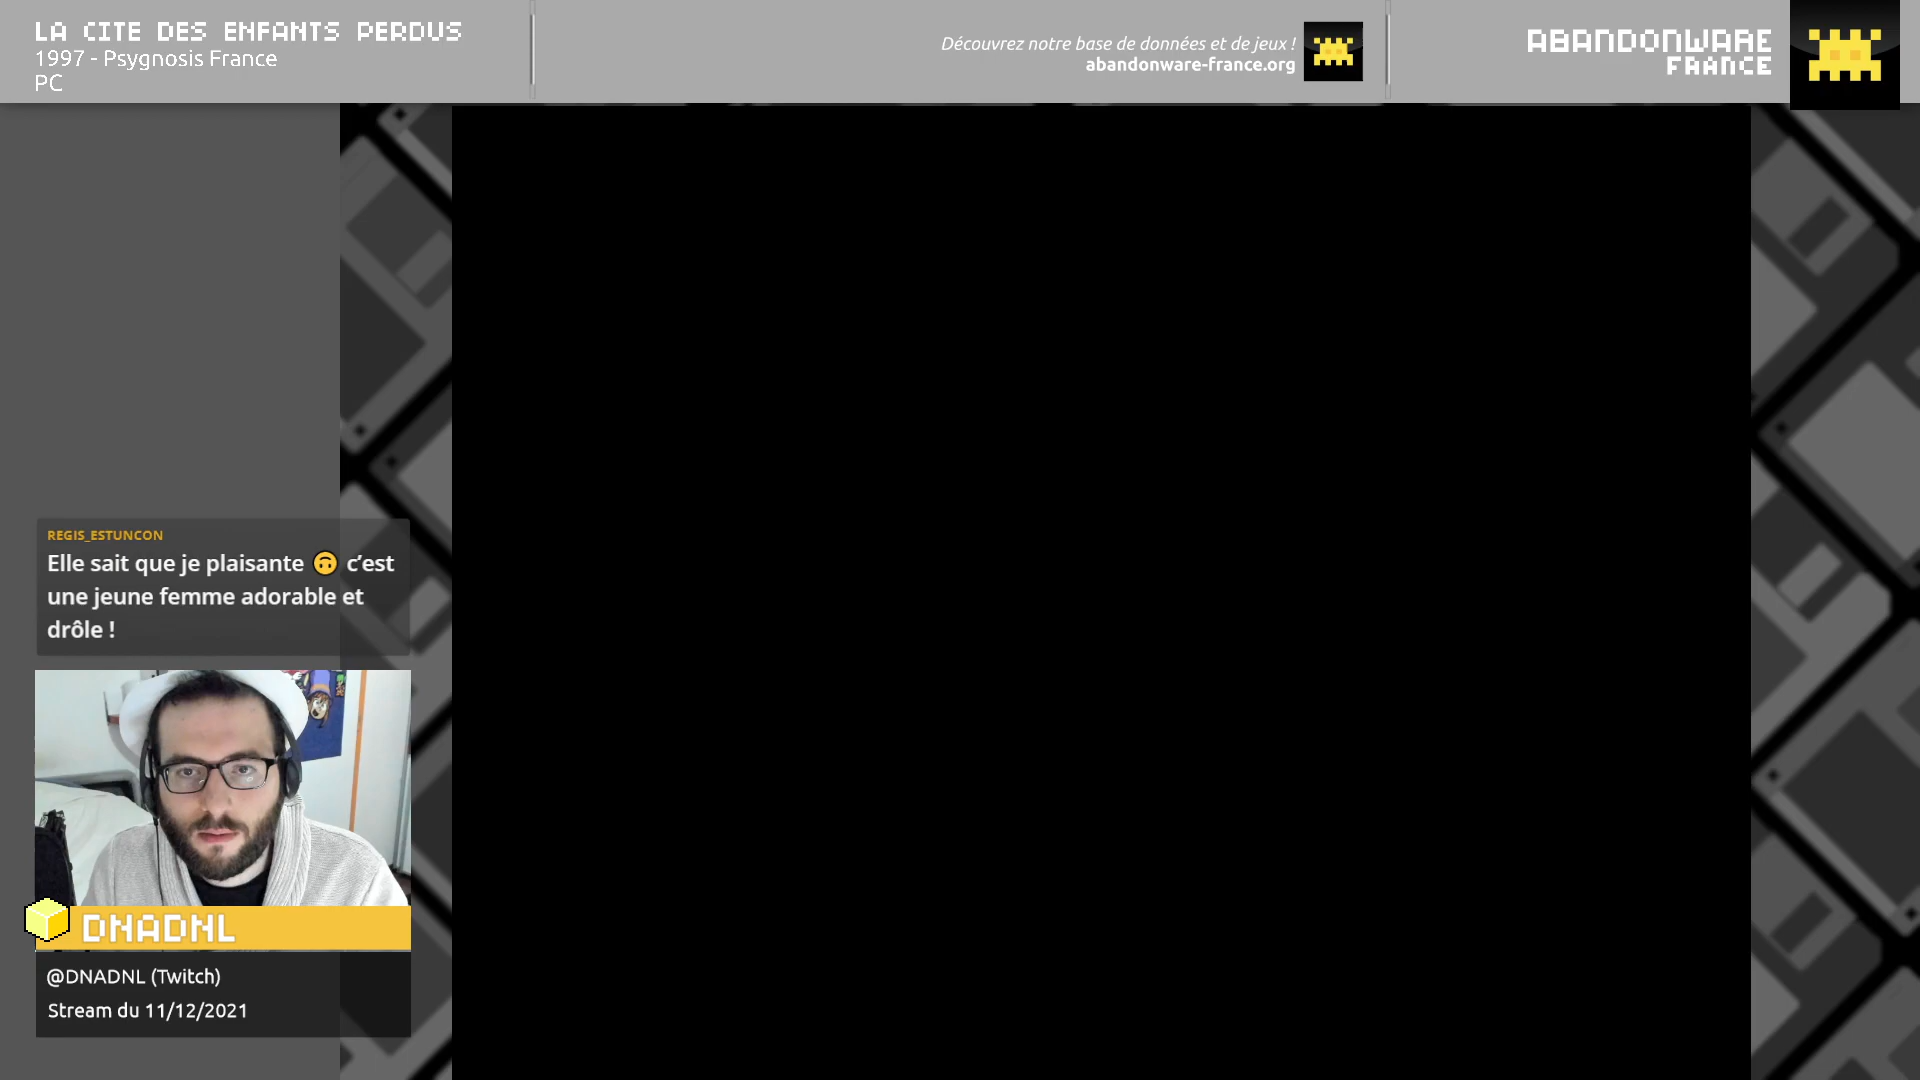 LA CITE DES ENFANTS PERDUS
1997 - Psygnosis France
PC
Découvrez notre base de données et de jeux !
abandonware-france.org
ABANDONWARE
FRANCE
REGIS_ESTUNCON
Elle sait que je plaisante 🙃 c’est
une jeune femme adorable et
drôle !
DNADNL
@DNADNL (Twitch)
Stream du 11/12/2021